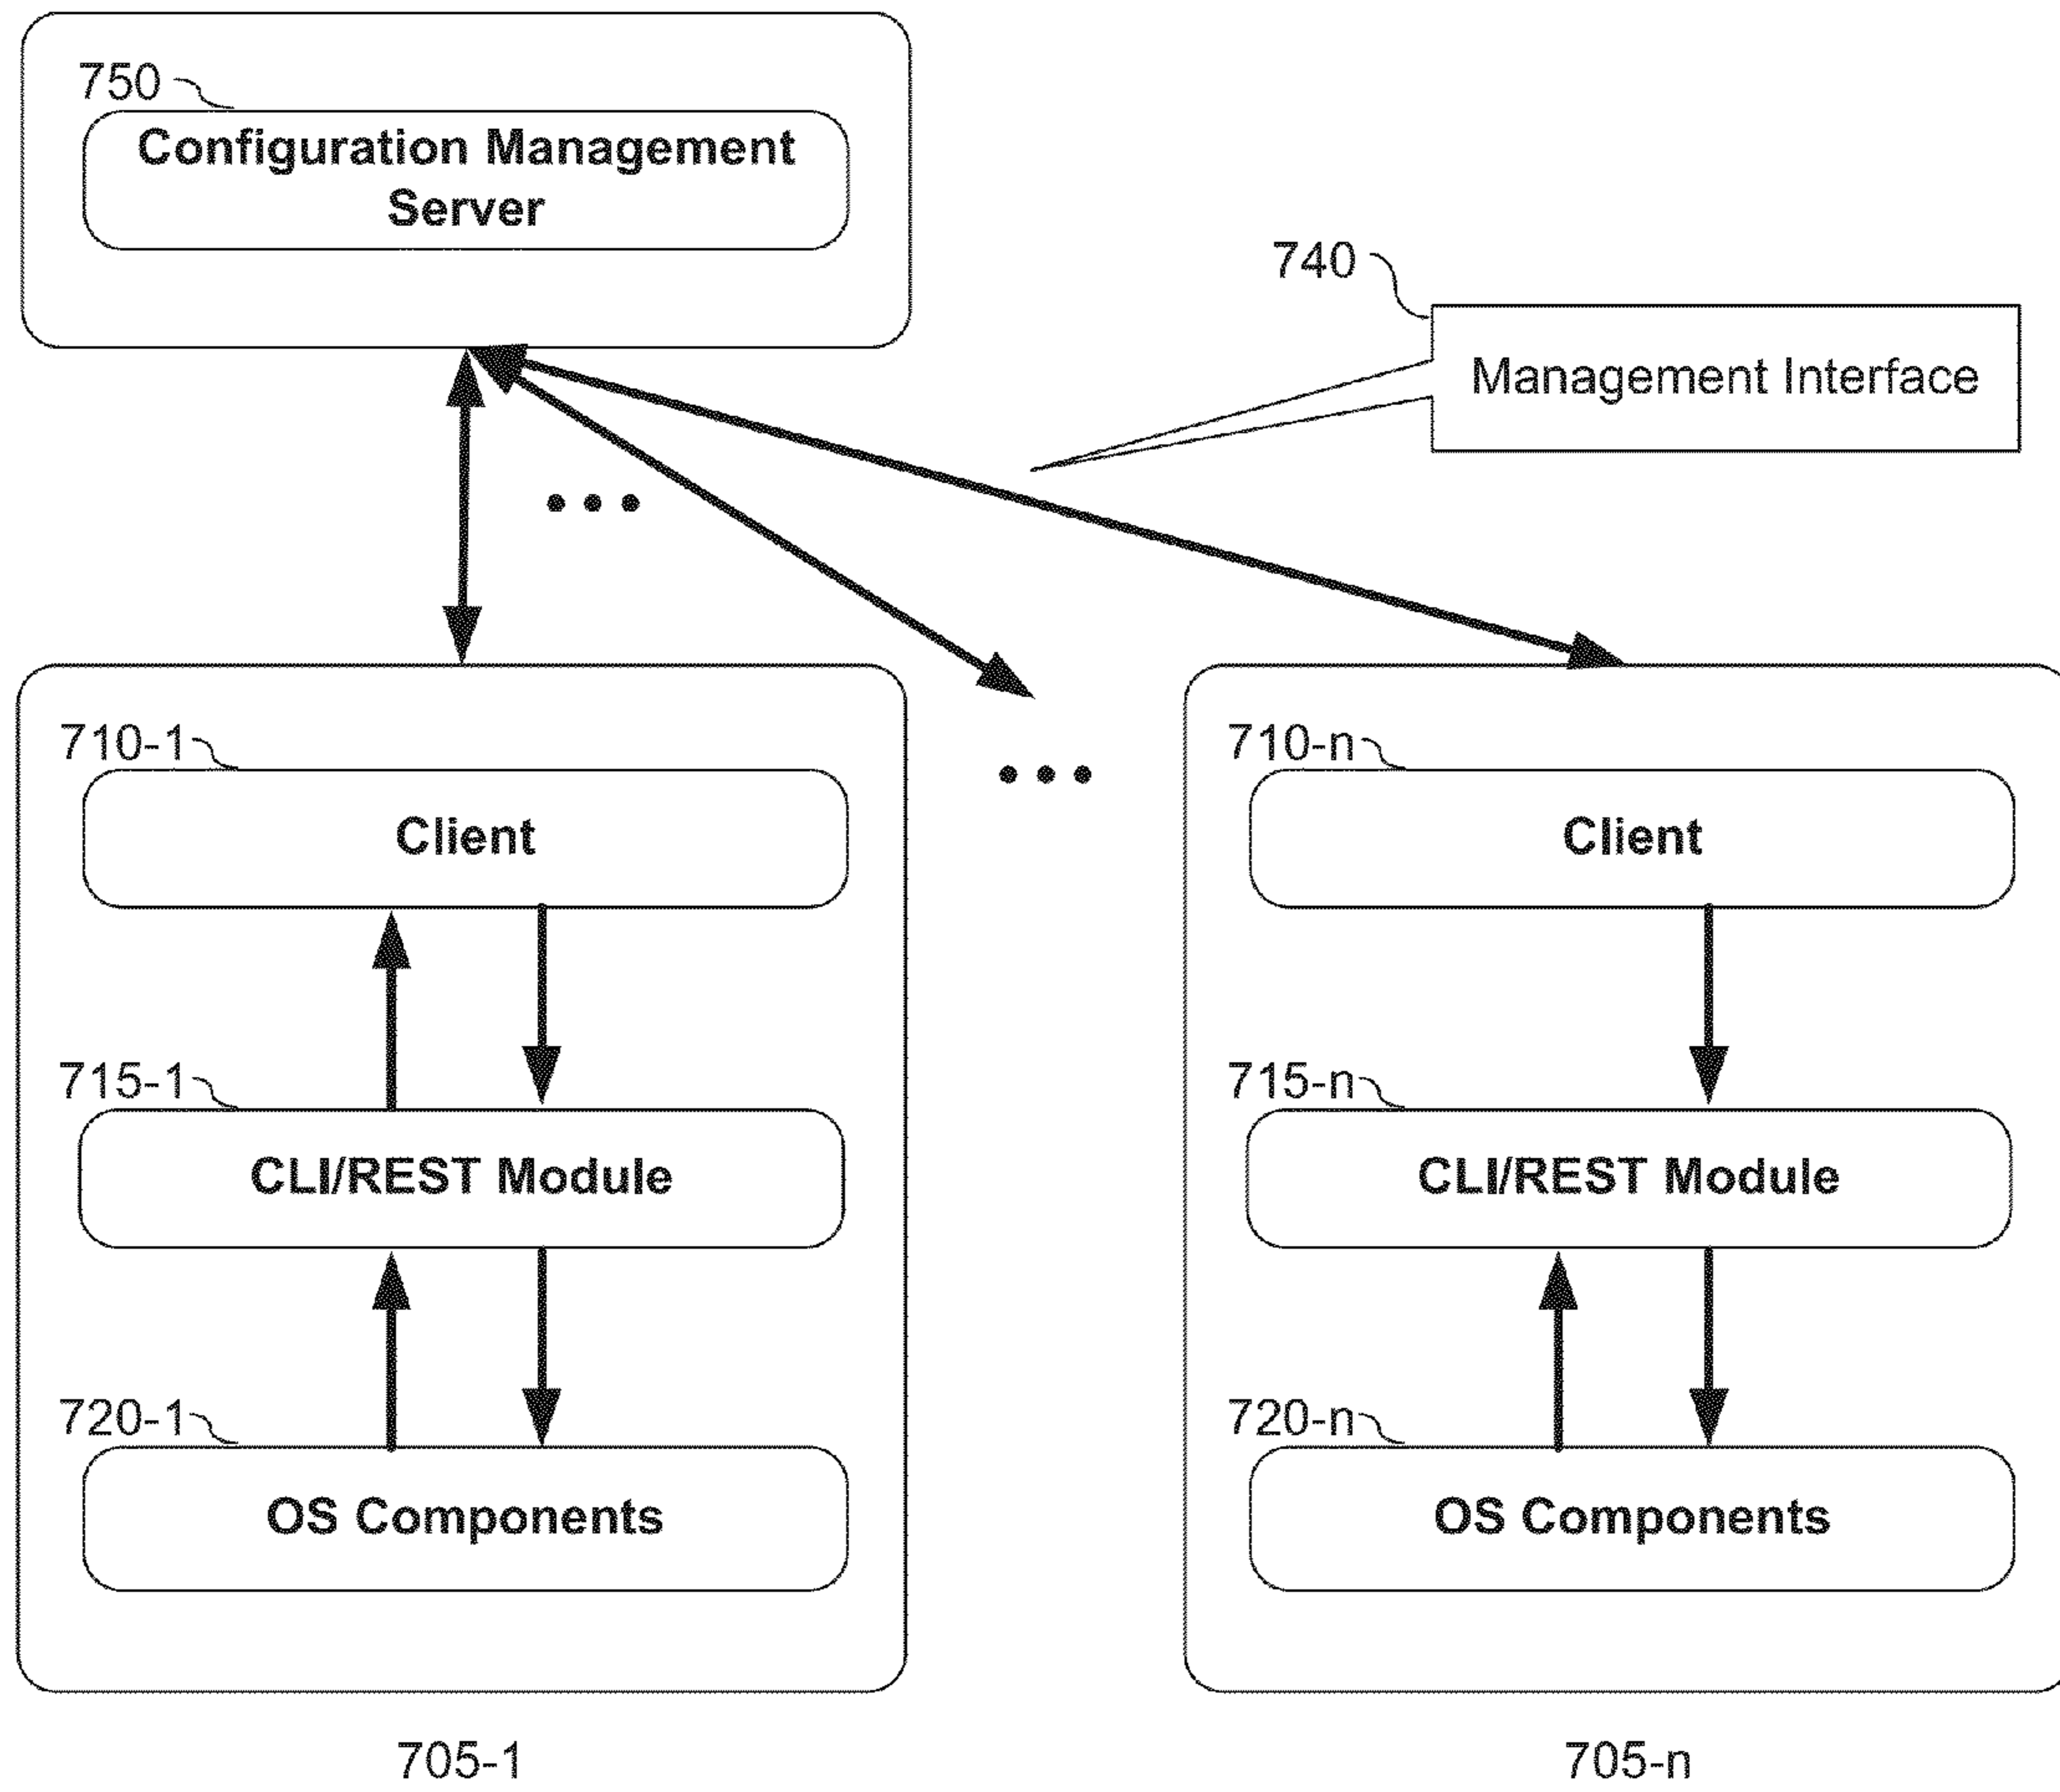 750
Configuration Management
Server
740
Management Interface
710-1
Client
715-1
CLI/REST Module
720-1
OS Components
705-1
710-n
Client
715-n
CLI/REST Module
720-n
OS Components
705-n